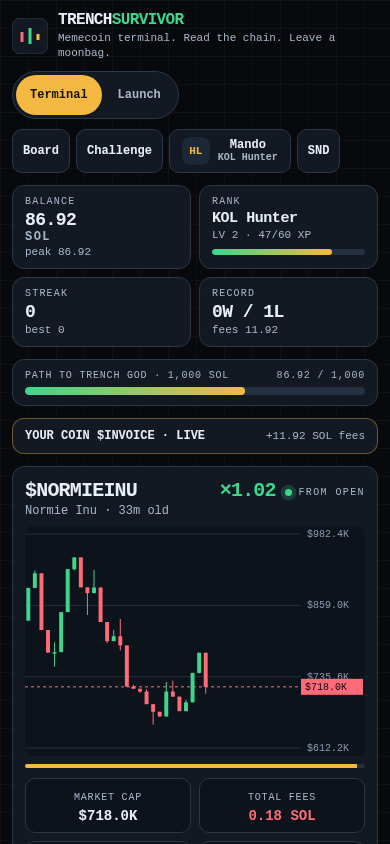 TRENCHSURVIVOR
Memecoin terminal. Read the chain. Leave a
moonbag.
Terminal
Launch
Board
Challenge
HL
Mando
KOL Hunter
SND
BALANCE
86.92
SOL
peak 86.92
RANK
KOL Hunter
LV 2 · 47/60 XP
STREAK
0
best 0
RECORD
0W / 1L
fees 11.92
PATH TO TRENCH GOD · 1,000 SOL
86.92 / 1,000
YOUR COIN $INVOICE · LIVE
+11.92 SOL fees
$NORMIEINU
×1.02
FROM OPEN
Normie Inu · 33m old
$982.4K
$859.0K
$735.6K
$718.0K
$612.2K
MARKET CAP
$718.0K
TOTAL FEES
0.18 SOL